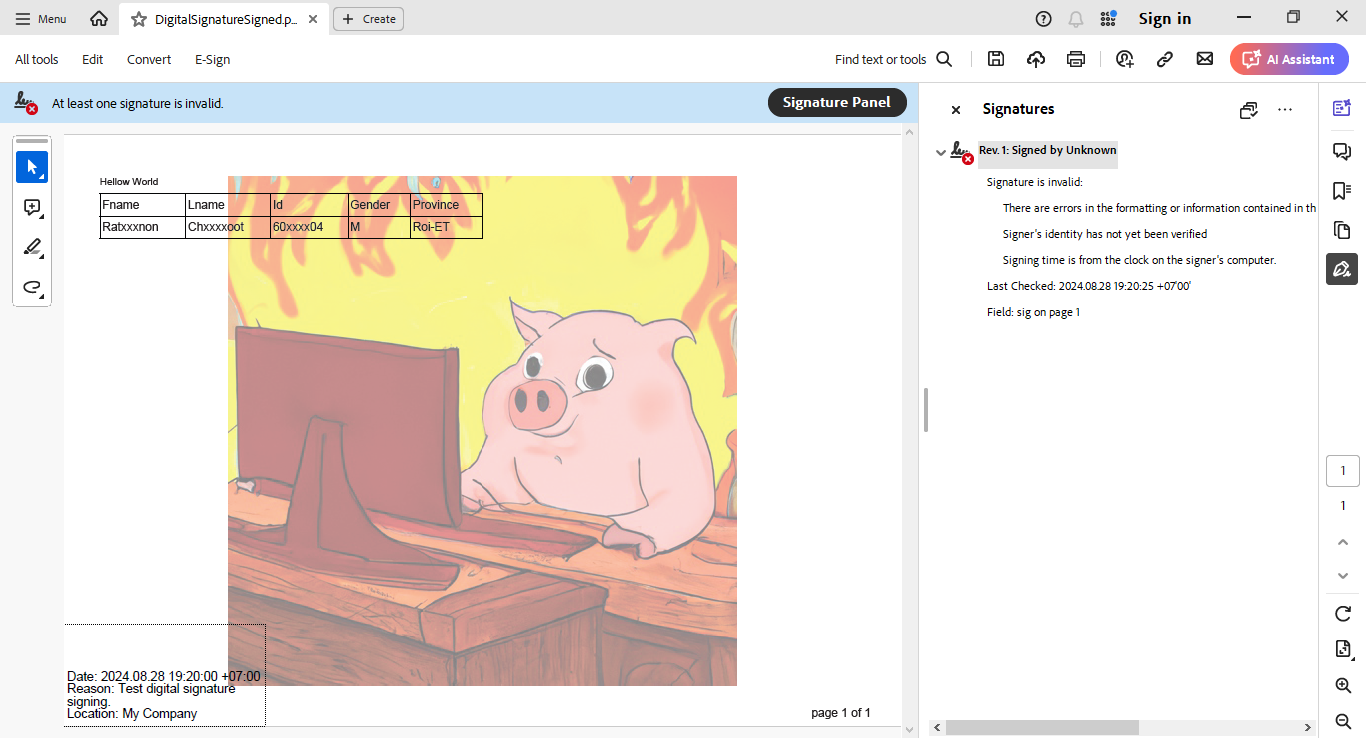 Menu
DigitalSignatureSigned.p...
Create
Sign in
All tools
Edit
Convert
E-Sign
Find text or tools
AI Assistant
At least one signature is invalid.
Signature Panel
Hellow World
Fname Lname Id Gender Province
Ratxxxnon Chxxxxoot 60xxxx04 M Roi-ET
Date: 2024.08.28 19:20:00 +07:00
Reason: Test digital signature
signing.
Location: My Company
page 1 of 1
Signatures
Rev. 1: Signed by Unknown
Signature is invalid:
There are errors in the formatting or information contained in th
Signer's identity has not yet been verified
Signing time is from the clock on the signer's computer.
Last Checked: 2024.08.28 19:20:25 +07'00'
Field: sig on page 1
1
1